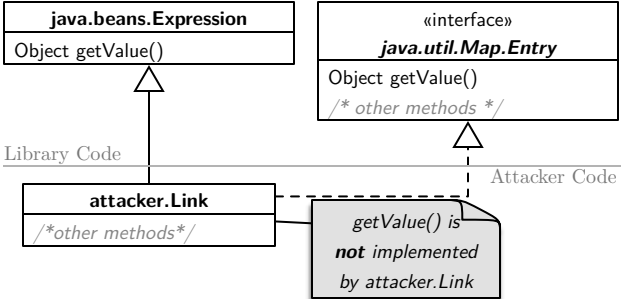 java.beans.Expression
Object getValue()
«interface»
java.util.Map.Entry
Object getValue()
/* other methods */
Library Code
Attacker Code
attacker.Link
/*other methods*/
getValue() is
not implemented
by attacker.Link